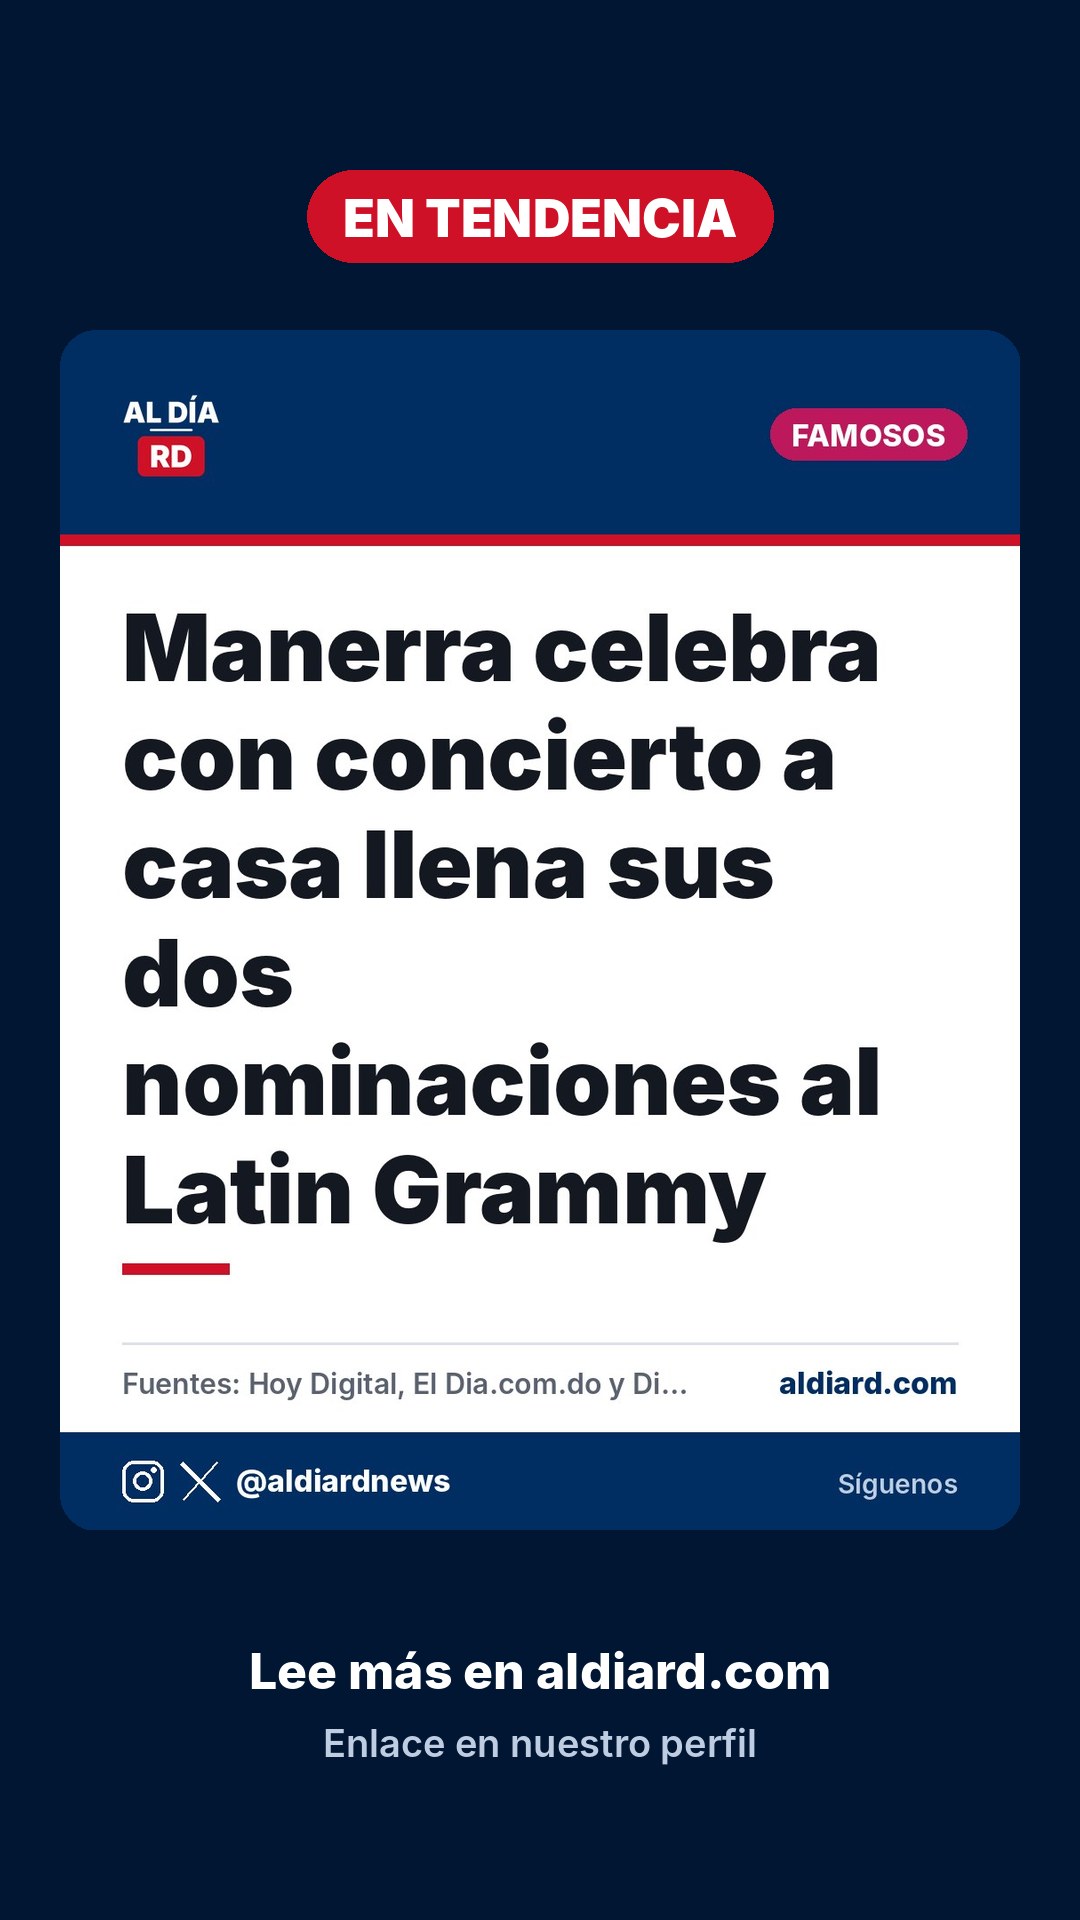 EN TENDENCIA
AL DÍA
RD
FAMOSOS
Manerra celebra
con concierto a
casa llena sus
dos
nominaciones al
Latin Grammy
Fuentes: Hoy Digital, El Dia.com.do y Di...
aldiard.com
@aldiardnews
Síguenos
Lee más en aldiard.com
Enlace en nuestro perfil